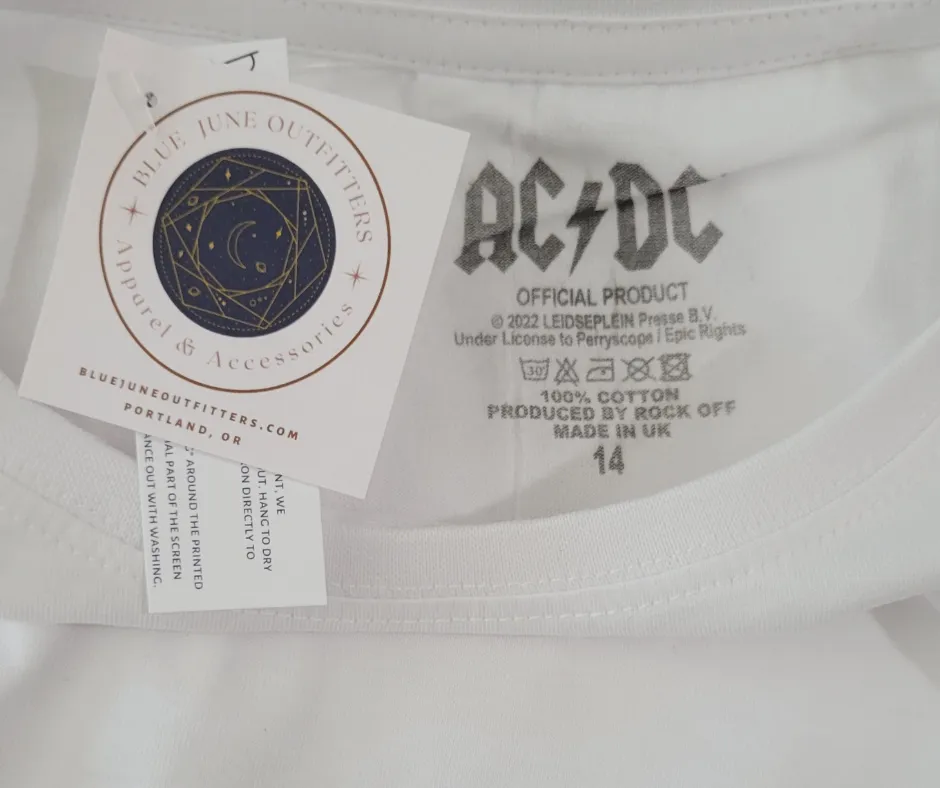 BLUE JUNE OUTFITTERS
Apparel & Accessories
BLUEJUNEOUTFITTERS.COM
PORTLAND, OR
NT, WE
UT. HANG TO DRY
ON DIRECTLY TO
AROUND THE PRINTED
AL PART OF THE SCREEN
ANCE OUT WITH WASHING.
AC⚡DC
OFFICIAL PRODUCT
© 2022 LEIDSEPLEIN Presse B.V.
Under License to Perryscope / Epic Rights
30°
100% COTTON
PRODUCED BY ROCK OFF
MADE IN UK
14